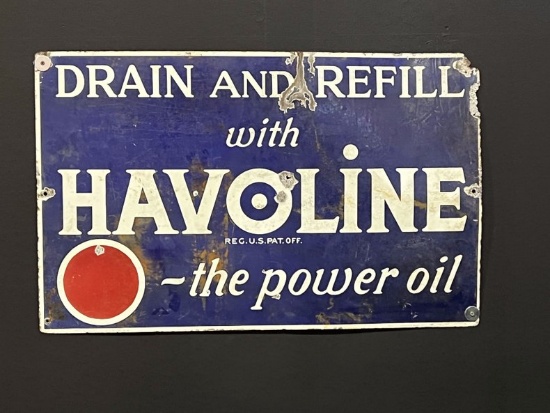 DRAIN AND REFILL
with
HAVOLINE
REG. U.S. PAT. OFF.
~the power oil